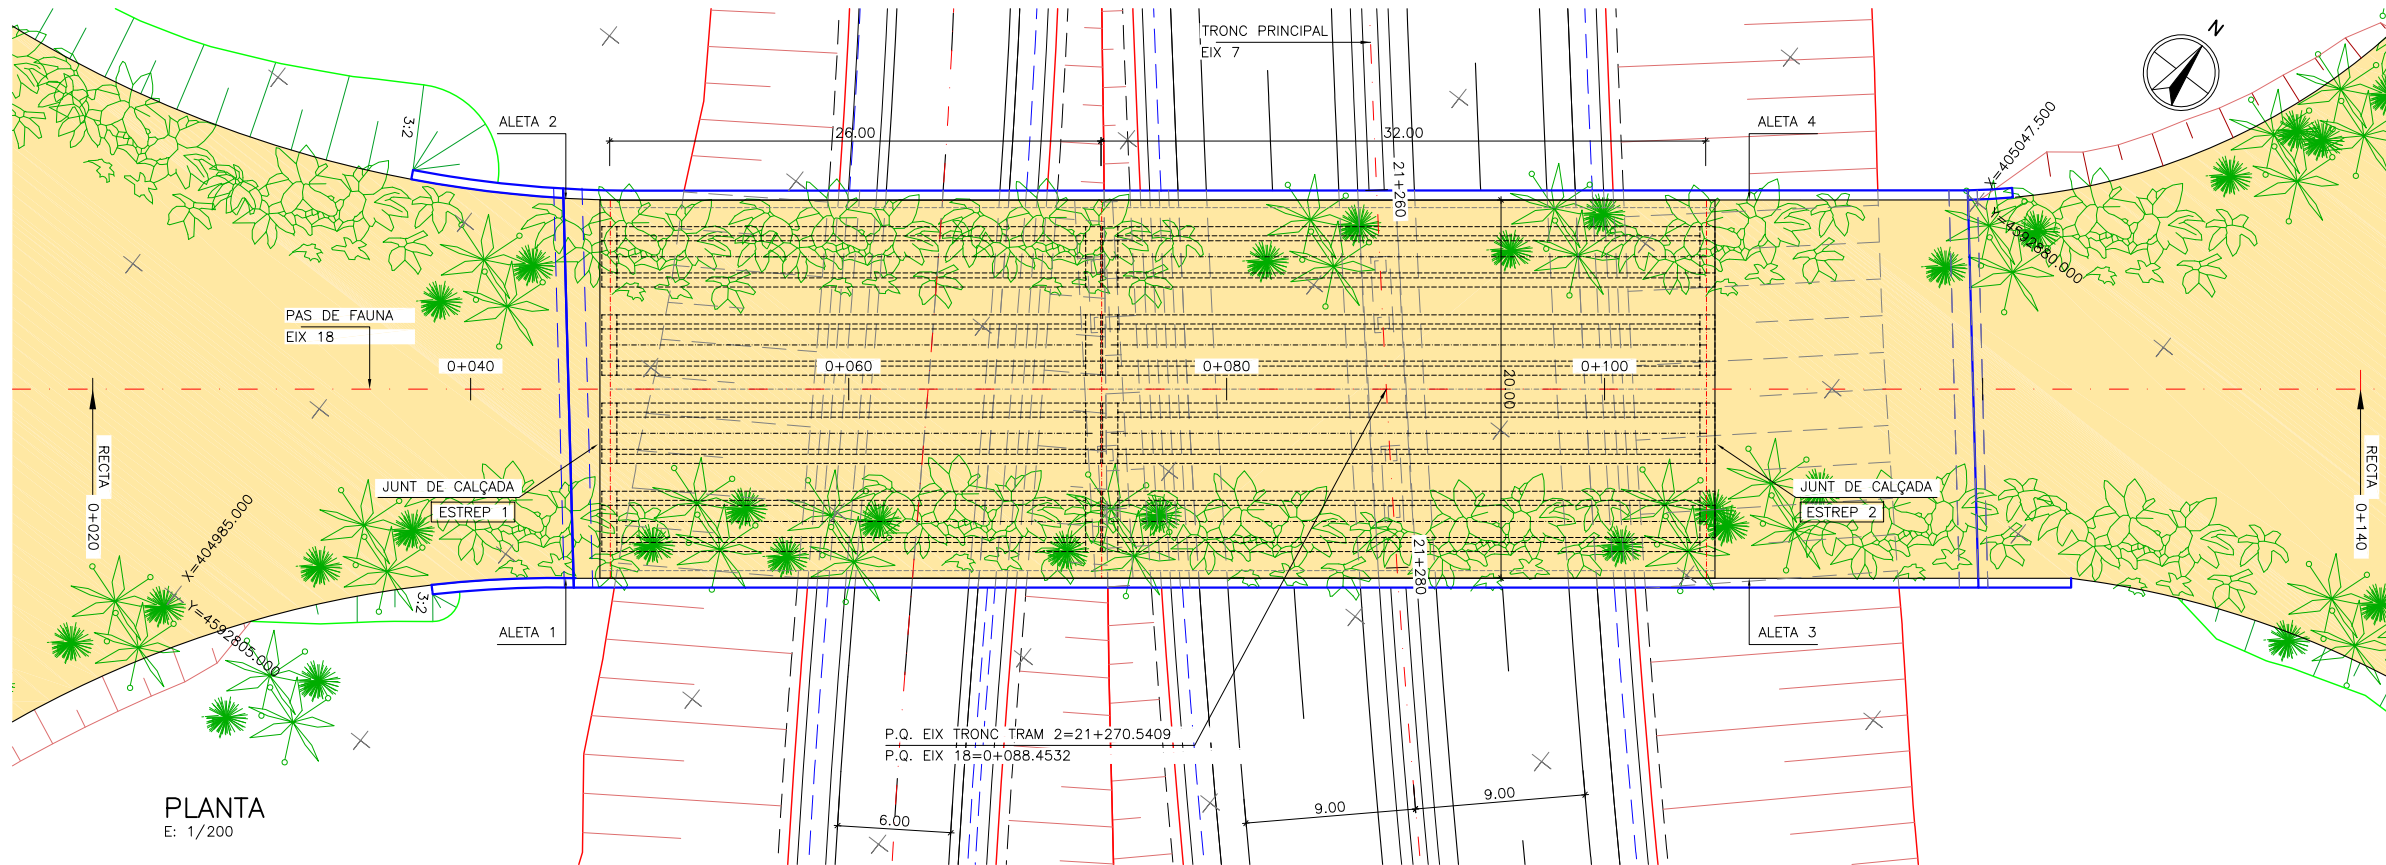 TRONC PRINCIPAL
EIX 7
N
ALETA 2
26.00
32.00
ALETA 4
3:2
X=405047.500
Y=4592880.000
21+260
PAS DE FAUNA
EIX 18
0+040
0+060
0+080
0+100
20.00
RECTA
0+020
RECTA
0+140
JUNT DE CALÇADA
ESTREP 1
JUNT DE CALÇADA
ESTREP 2
X=404985.000
Y=4592805.000
21+280
3:2
ALETA 1
ALETA 3
P.Q. EIX TRONC TRAM 2=21+270.5409
P.Q. EIX 18=0+088.4532
9.00
9.00
6.00
PLANTA
E: 1/200